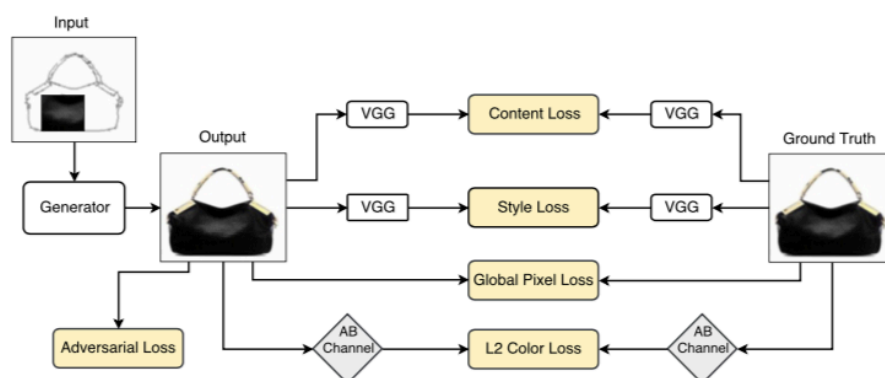 Input
Generator
Output
VGG
Content Loss
VGG
Ground Truth
VGG
Style Loss
VGG
Global Pixel Loss
Adversarial Loss
AB
Channel
L2 Color Loss
AB
Channel